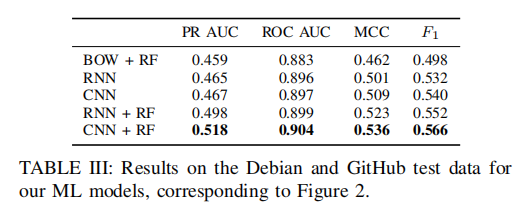 PR AUC ROC AUC MCC F1
BOW + RF 0.459 0.883 0.462 0.498
RNN 0.465 0.896 0.501 0.532
CNN 0.467 0.897 0.509 0.540
RNN + RF 0.498 0.899 0.523 0.552
CNN + RF 0.518 0.904 0.536 0.566
TABLE III: Results on the Debian and GitHub test data for
our ML models, corresponding to Figure 2.